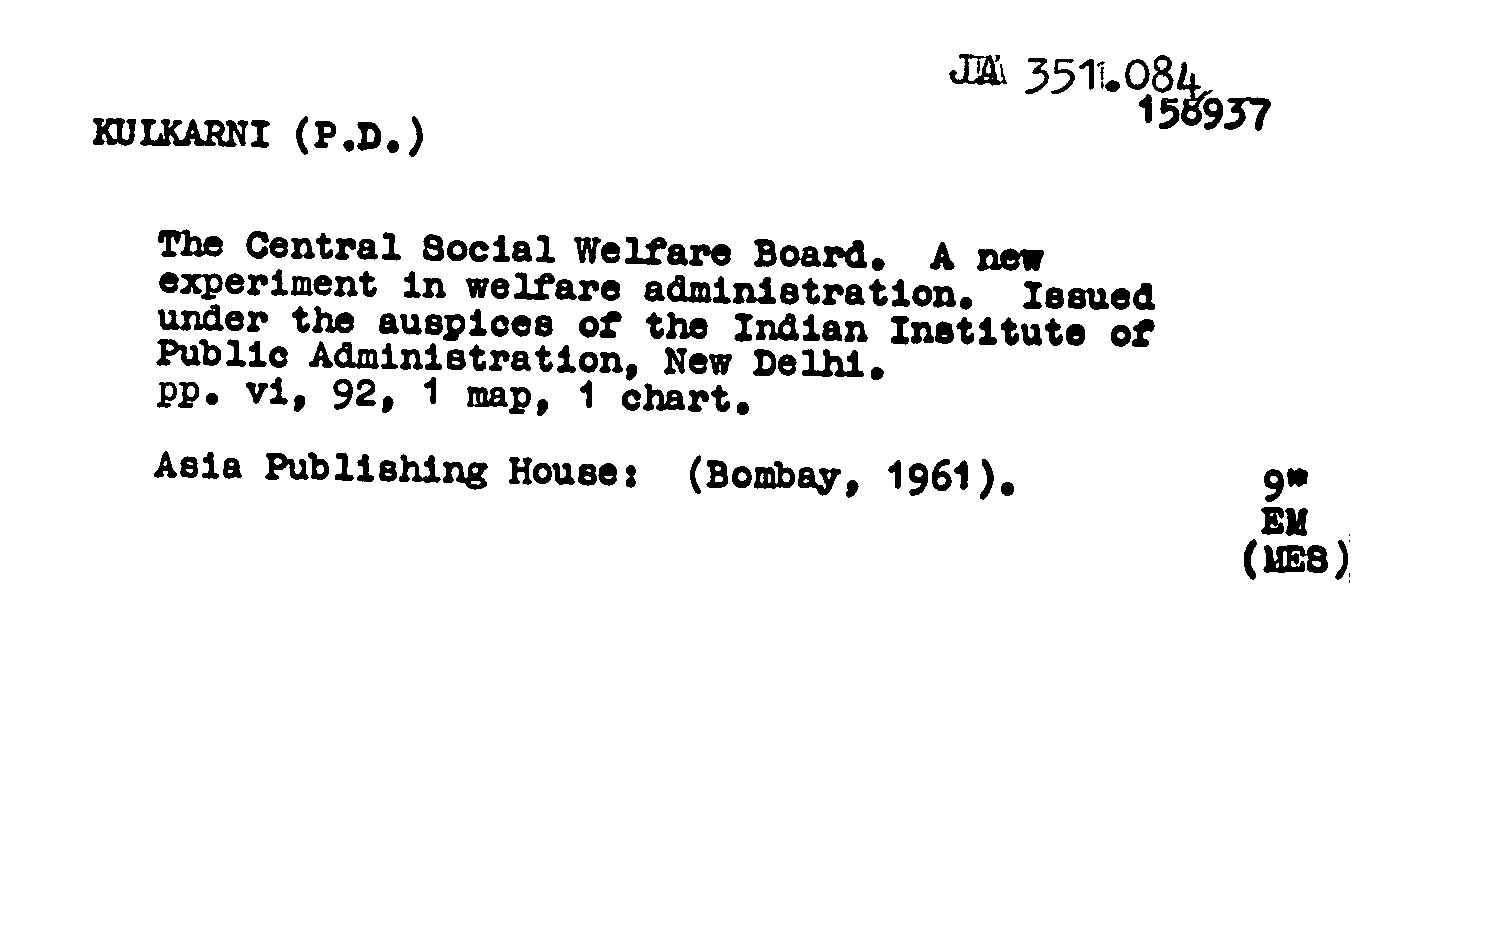 JA 351.084
158937
KULKARNI (P.D.)
The Central Social Welfare Board. A new
experiment in welfare administration. Issued
under the auspices of the Indian Institute of
Public Administration, New Delhi.
pp. vi, 92, 1 map, 1 chart.
Asia Publishing House: (Bombay, 1961).
9"
EM
(MES)